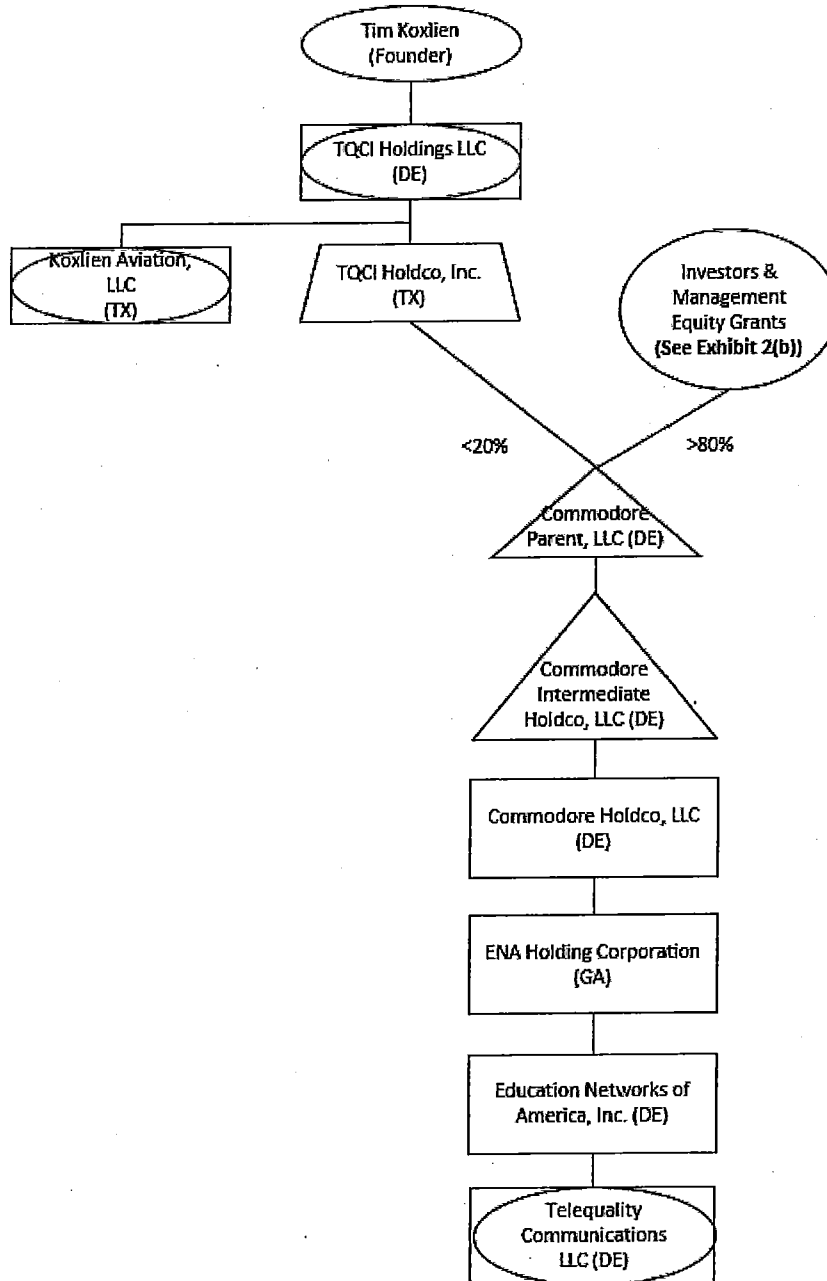 Tim Koxlien
(Founder)
TQCI Holdings LLC
(DE)
Koxlien Aviation,
LLC
(TX)
TQCI Holdco, Inc.
(TX)
Investors &
Management
Equity Grants
(See Exhibit 2(b))
<20%
>80%
Commodore
Parent, LLC (DE)
Commodore
Intermediate
Holdco, LLC (DE)
Commodore Holdco, LLC
(DE)
ENA Holding Corporation
(GA)
Education Networks of
America, Inc. (DE)
Telequality
Communications
LLC (DE)